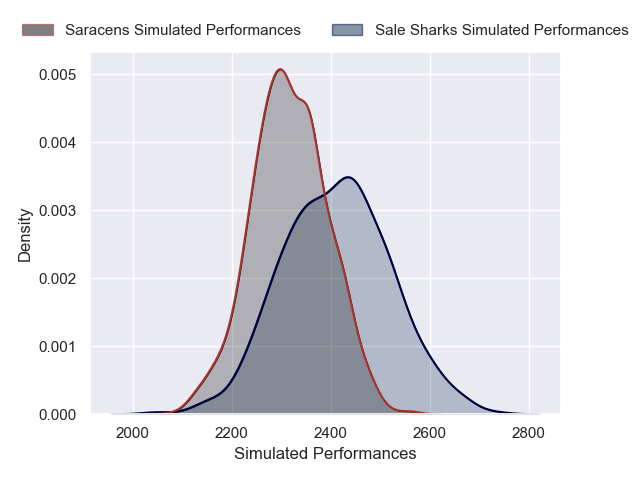 Saracens Simulated Performances
Sale Sharks Simulated Performances
0.005
0.004
0.003
0.002
0.001
0.000
Density
2000
2200
2400
2600
2800
Simulated Performances